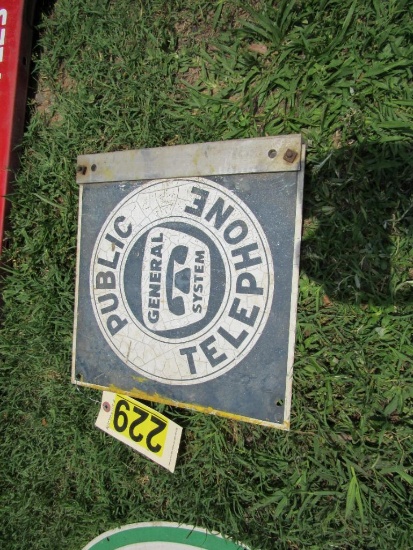 PUBLIC
TELEPHONE
GENERAL
SYSTEM
229